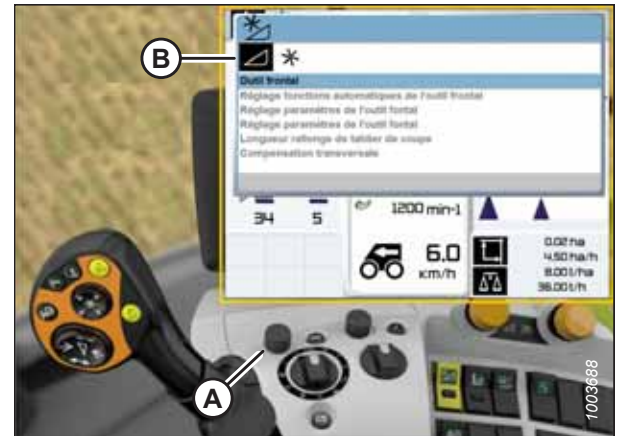 B
Outil frontal
Réglage fonctions automatiques de l'outil frontal
Réglage paramètres de l'outil fontal
Réglage paramètres de l'outil fontal
Longueur rallonge de tablier de coupe
Compensation transversale
34
5
1200 min-1
6.0
km/h
0.02 ha
4.50 ha/h
8.00 l/ha
36.00 l/h
A
1003688